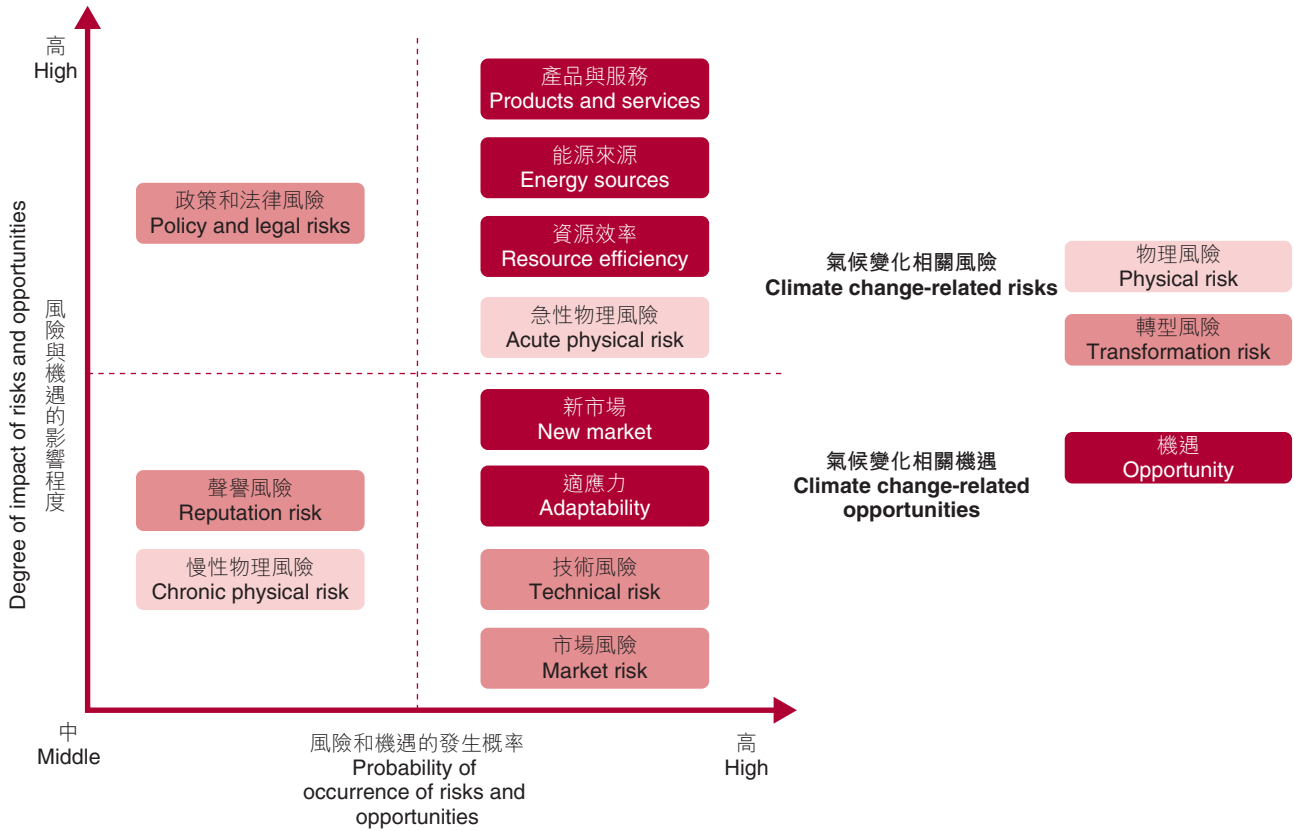 高
High
Degree of impact of risks and opportunities
風險與機遇的影響程度
產品與服務
Products and services
能源來源
Energy sources
政策和法律風險
Policy and legal risks
資源效率
Resource efficiency
急性物理風險
Acute physical risk
新市場
New market
聲譽風險
Reputation risk
適應力
Adaptability
慢性物理風險
Chronic physical risk
技術風險
Technical risk
市場風險
Market risk
中
Middle
風險和機遇的發生概率
Probability of
occurrence of risks and
opportunities
高
High
氣候變化相關風險
Climate change-related risks
物理風險
Physical risk
轉型風險
Transformation risk
氣候變化相關機遇
Climate change-related
opportunities
機遇
Opportunity